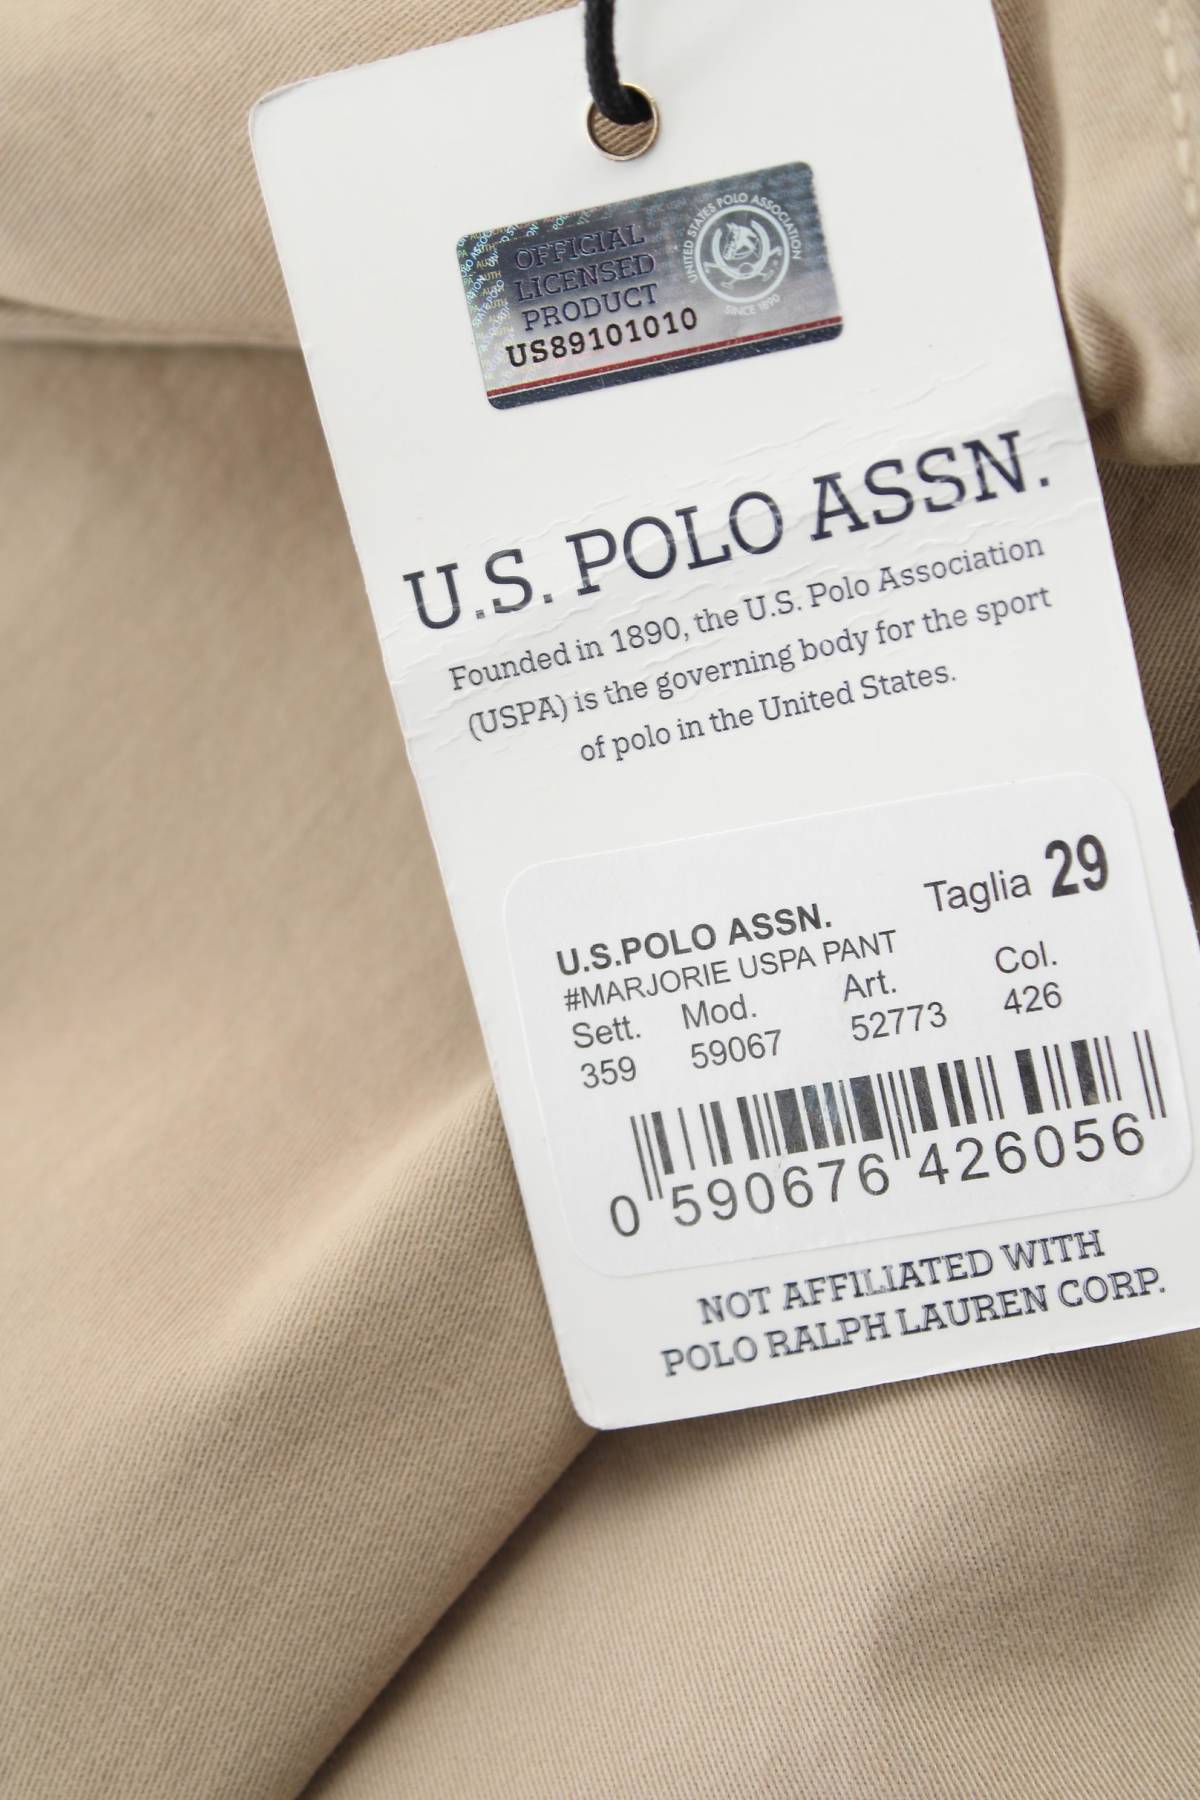 OFFICIAL
LICENSED
PRODUCT
US89101010
UNITED STATES POLO ASSOCIATION
SINCE 1890
U.S. POLO ASSN.
Founded in 1890, the U.S. Polo Association
(USPA) is the governing body for the sport
of polo in the United States.
Taglia 29
U.S.POLO ASSN.
#MARJORIE USPA PANT
Sett. Mod. Art. Col.
359 59067 52773 426
0 590676 426056
NOT AFFILIATED WITH
POLO RALPH LAUREN CORP.